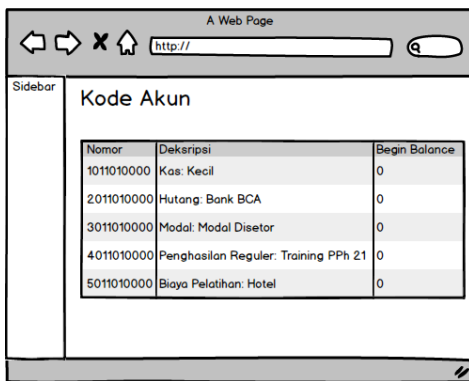 A Web Page
http://
Sidebar
Kode Akun
Nomor Deksripsi Begin Balance
1011010000 Kas: Kecil 0
2011010000 Hutang: Bank BCA 0
3011010000 Modal: Modal Disetor 0
4011010000 Penghasilan Reguler: Training PPh 21 0
5011010000 Biaya Pelatihan: Hotel 0